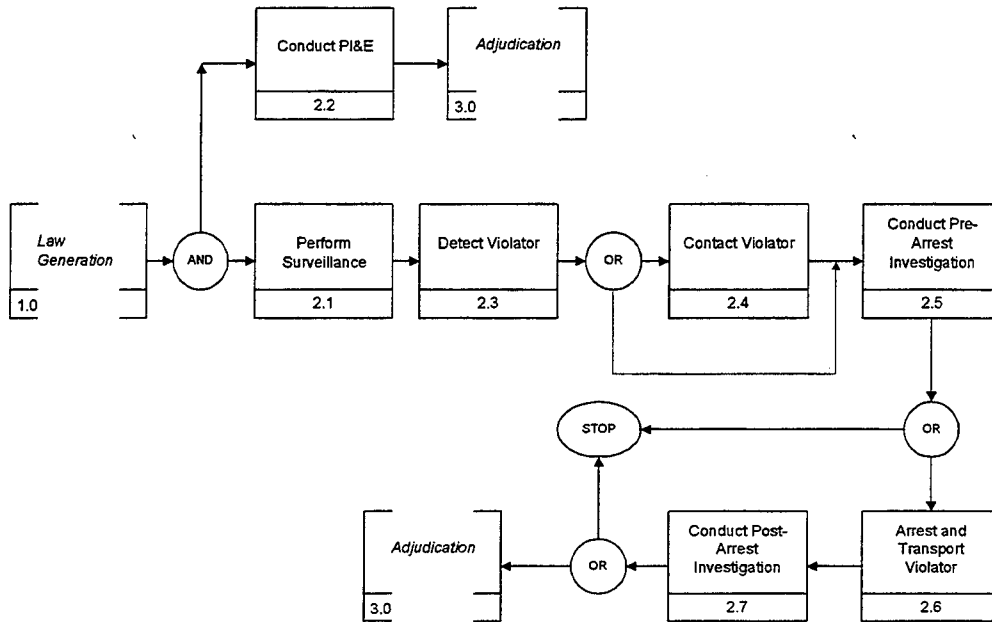 Conduct PI&E
2.2
Adjudication
3.0
Law
Generation
1.0
AND
Perform
Surveillance
2.1
Detect Violator
2.3
OR
Contact Violator
2.4
Conduct Pre-
Arrest
Investigation
2.5
STOP
OR
Adjudication
3.0
OR
Conduct Post-
Arrest
Investigation
2.7
Arrest and
Transport
Violator
2.6